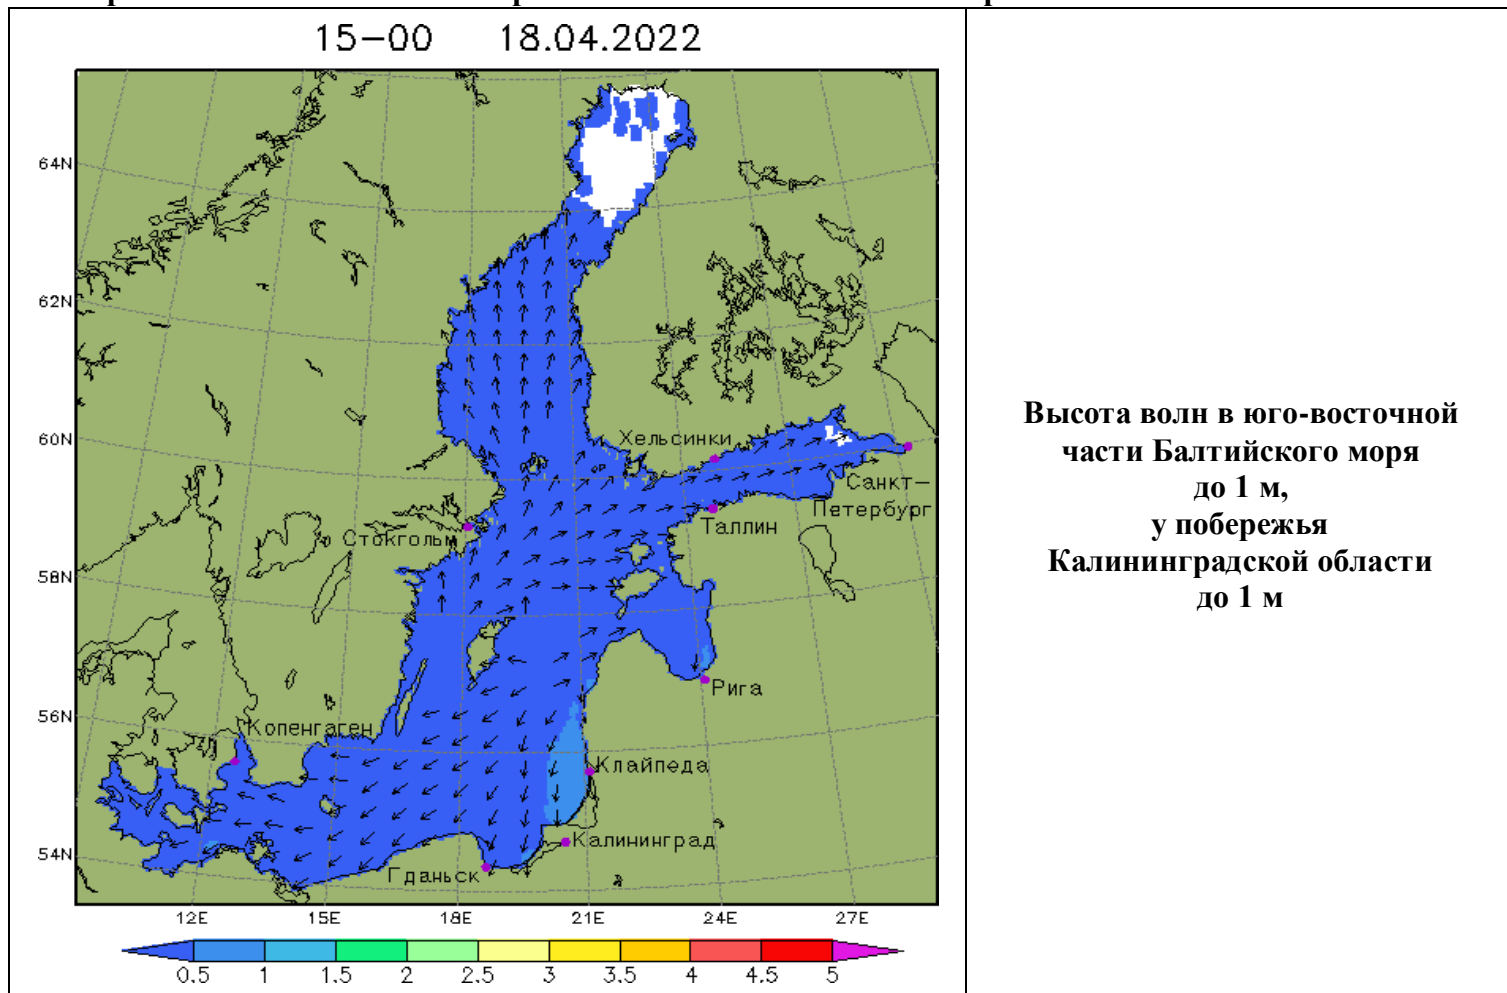 15-00 18.04.2022
64N
62N
60N
58N
56N
54N
Хельсинки
Санкт-
Петербург
Таллин
Стокгольм
Рига
Копенгаген
Клайпеда
Калининград
Гданьск
12E 15E 18E 21E 24E 27E
0.5 1 1.5 2 2.5 3 3.5 4 4.5 5
Высота волн в юго-восточной
части Балтийского моря
до 1 м,
у побережья
Калининградской области
до 1 м